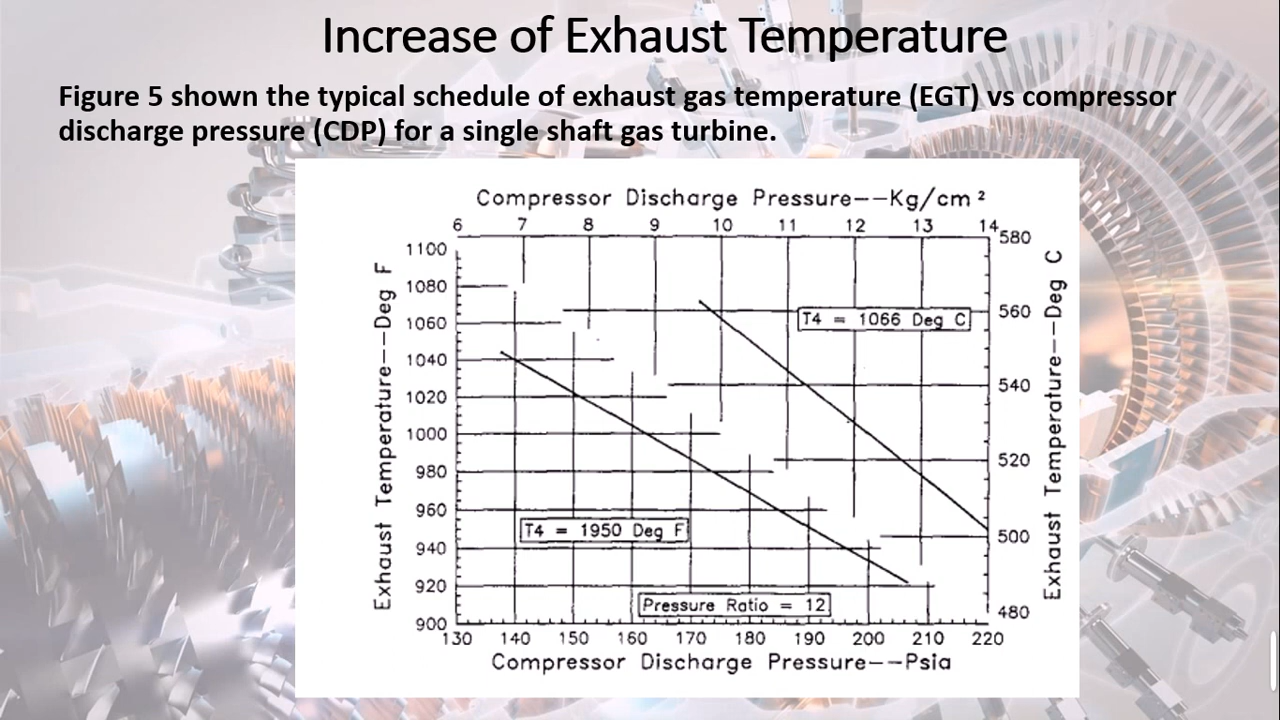 Increase of Exhaust Temperature
Figure 5 shown the typical schedule of exhaust gas temperature (EGT) vs compressor
discharge pressure (CDP) for a single shaft gas turbine.
Compressor Discharge Pressure--Kg/cm²
6 7 8 9 10 11 12 13 14
Exhaust Temperature--Deg F
1100
1080
1060
1040
1020
1000
980
960
940
920
900
T4 = 1066 Deg C
T4 = 1950 Deg F
Pressure Ratio = 12
580
560
540
520
500
480
Exhaust Temperature--Deg C
130 140 150 160 170 180 190 200 210 220
Compressor Discharge Pressure--Psia